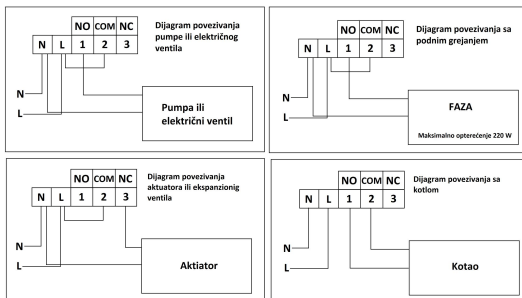 NO COM NC
N L 1 2 3
Dijagram povezivanja
pumpe ili električnog
ventila
N
L
Pumpa ili
električni ventil
NO COM NC
N L 1 2 3
Dijagram povezivanja sa
podnim grejanjem
N
L
FAZA
Maksimalno opterećenje 220 W
NO COM NC
N L 1 2 3
Dijagram povezivanja
aktuatora ili ekspanzionog
ventila
N
L
Aktiator
NO COM NC
N L 1 2 3
Dijagram povezivanja sa
kotlom
N
L
Kotao